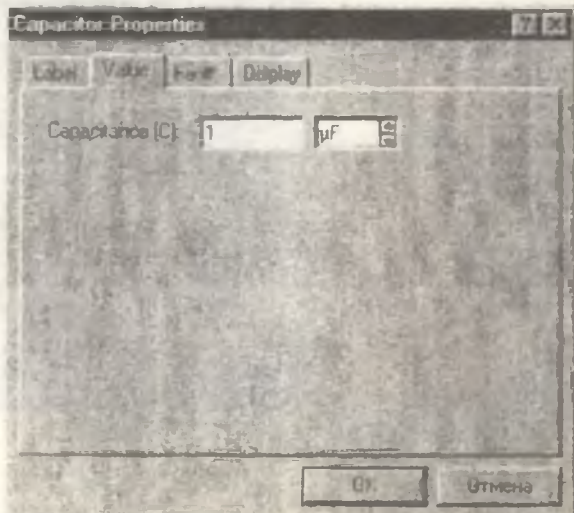 Capacitor Properties
Label Value Fault Display
Capacitance (C): 1 µF
OK Отмена